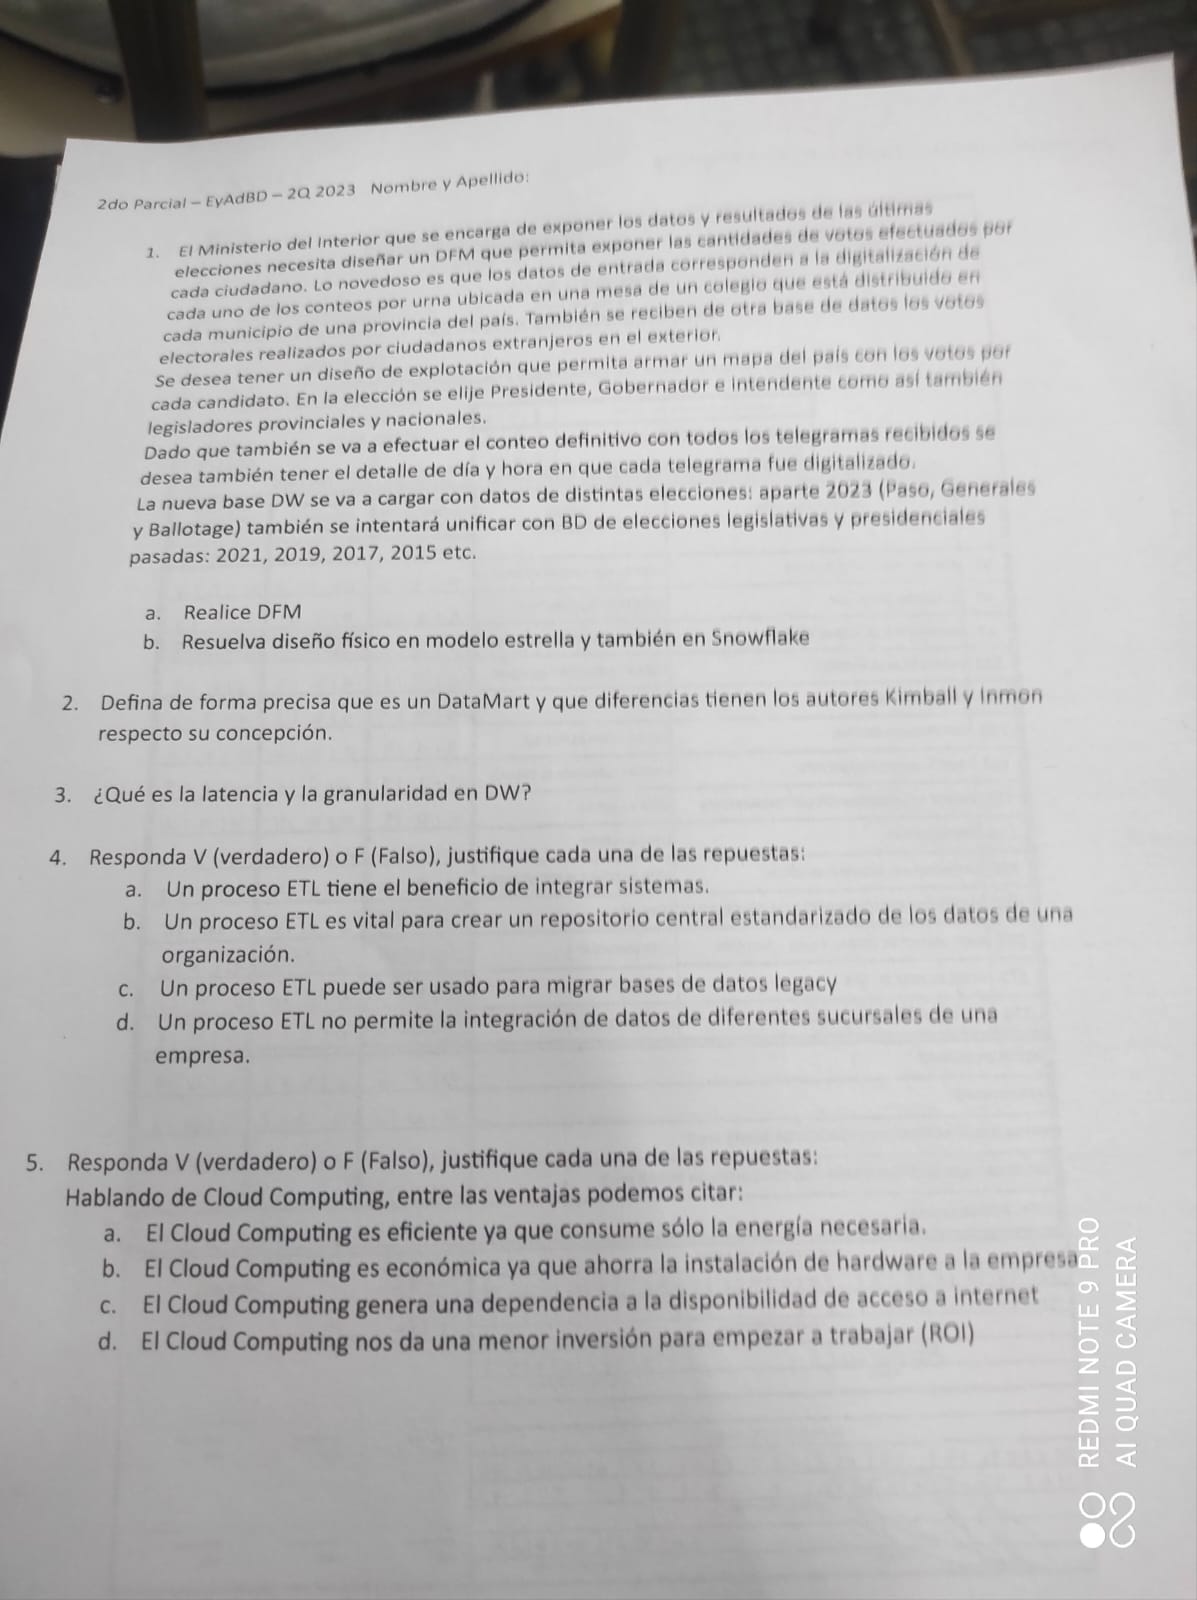 2do Parcial – EyAdBD – 2Q 2023 Nombre y Apellido:
1. El Ministerio del Interior que se encarga de exponer los datos y resultados de las últimas
elecciones necesita diseñar un DFM que permita exponer las cantidades de votos efectuados por
cada ciudadano. Lo novedoso es que los datos de entrada corresponden a la digitalización de
cada uno de los conteos por urna ubicada en una mesa de un colegio que está distribuido en
cada municipio de una provincia del país. También se reciben de otra base de datos los votos
electorales realizados por ciudadanos extranjeros en el exterior.
Se desea tener un diseño de explotación que permita armar un mapa del país con los votos por
cada candidato. En la elección se elije Presidente, Gobernador e intendente como así también
legisladores provinciales y nacionales.
Dado que también se va a efectuar el conteo definitivo con todos los telegramas recibidos se
desea también tener el detalle de día y hora en que cada telegrama fue digitalizado.
La nueva base DW se va a cargar con datos de distintas elecciones: aparte 2023 (Paso, Generales
y Ballotage) también se intentará unificar con BD de elecciones legislativas y presidenciales
pasadas: 2021, 2019, 2017, 2015 etc.
a. Realice DFM
b. Resuelva diseño físico en modelo estrella y también en Snowflake
2. Defina de forma precisa que es un DataMart y que diferencias tienen los autores Kimball y Inmon
respecto su concepción.
3. ¿Qué es la latencia y la granularidad en DW?
4. Responda V (verdadero) o F (Falso), justifique cada una de las repuestas:
a. Un proceso ETL tiene el beneficio de integrar sistemas.
b. Un proceso ETL es vital para crear un repositorio central estandarizado de los datos de una
organización.
c. Un proceso ETL puede ser usado para migrar bases de datos legacy
d. Un proceso ETL no permite la integración de datos de diferentes sucursales de una
empresa.
5. Responda V (verdadero) o F (Falso), justifique cada una de las repuestas:
Hablando de Cloud Computing, entre las ventajas podemos citar:
a. El Cloud Computing es eficiente ya que consume sólo la energía necesaria.
b. El Cloud Computing es económica ya que ahorra la instalación de hardware a la empresa
c. El Cloud Computing genera una dependencia a la disponibilidad de acceso a internet
d. El Cloud Computing nos da una menor inversión para empezar a trabajar (ROI)
REDMI NOTE 9 PRO
AI QUAD CAMERA